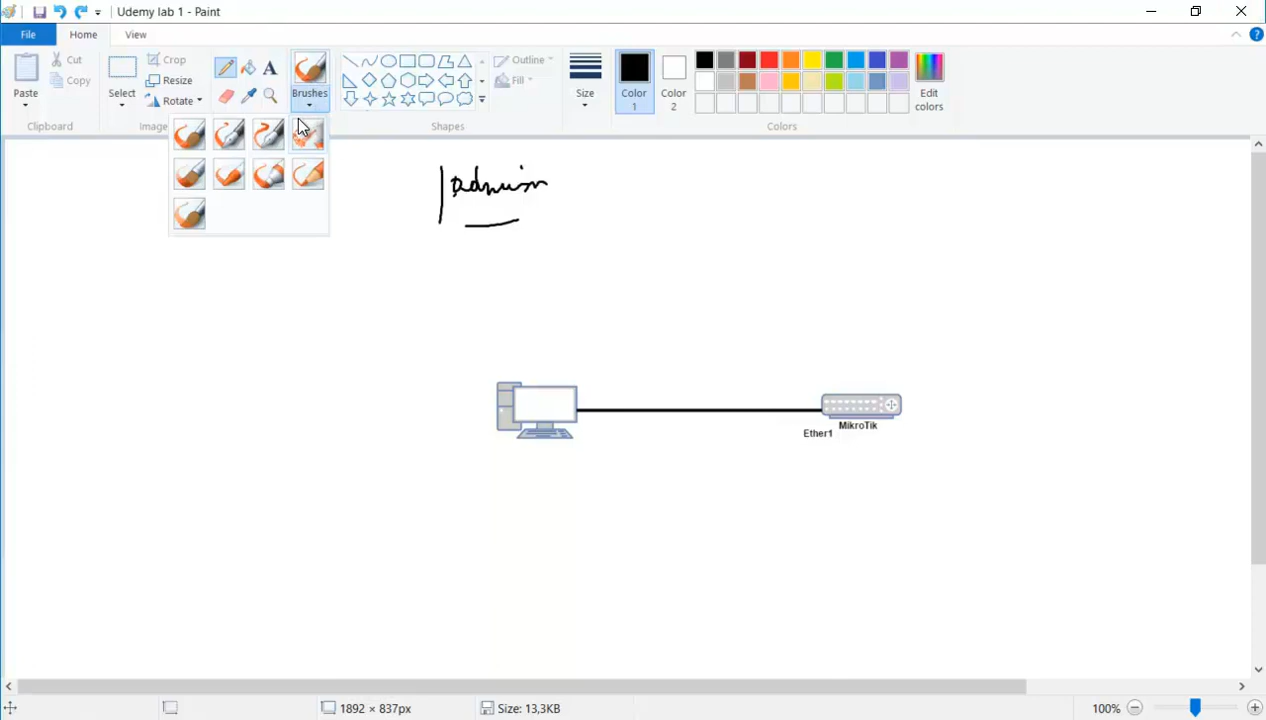 Udemy lab 1 - Paint
File Home View
Paste Cut Copy Clipboard
Select Crop Resize Rotate Image
A
Brushes
Outline Fill Shapes
Size
Color 1 Color 2
Edit colors
Colors
admin
MikroTik
Ether1
1892 × 837px Size: 13,3KB 100%